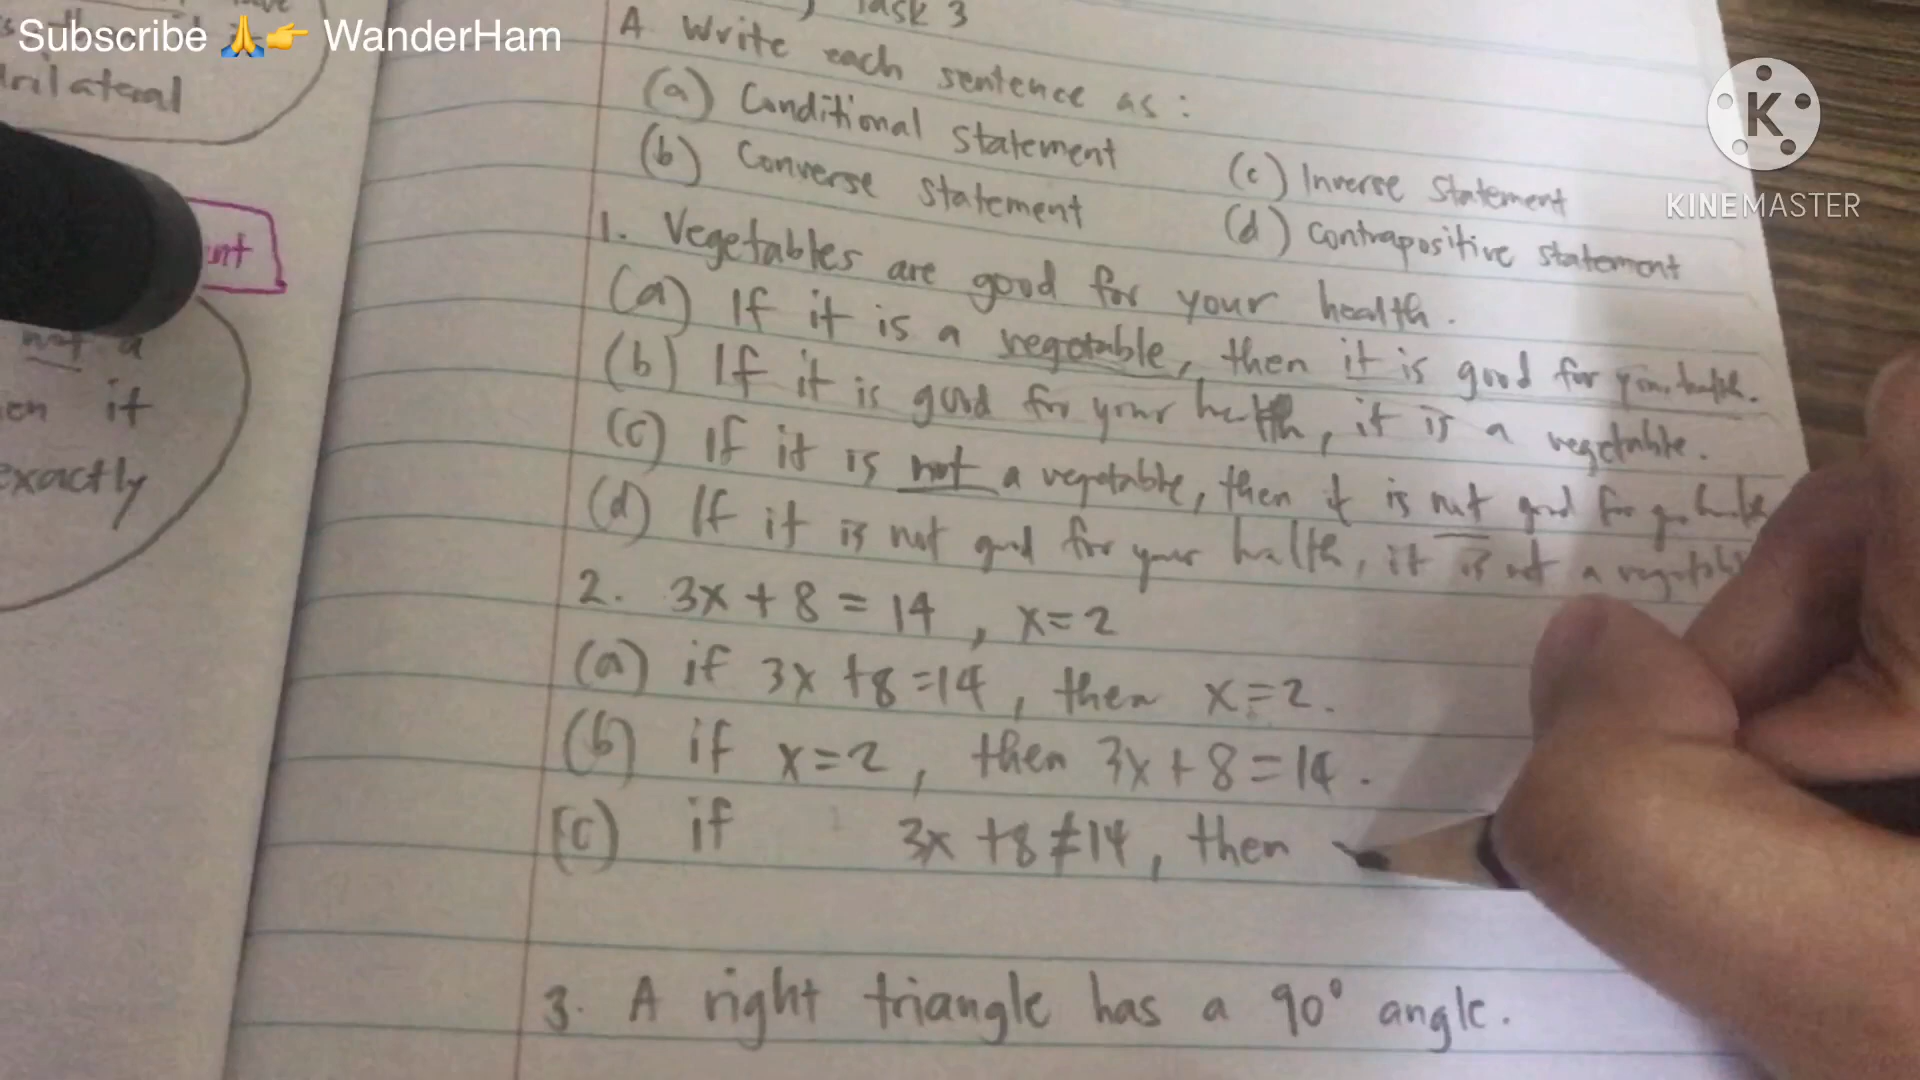 Subscribe 🙏👉 WanderHam
Task 3
A Write each sentence as :
(a) Conditional statement
(b) Converse statement
(c) Inverse statement
(d) Contrapositive statement
1. Vegetables are good for your health.
(a) If it is a vegetable, then it is good for your health.
(b) If it is good for your health, it is a vegetable.
(c) If it is not a vegetable, then it is not good for
(d) If it is not good for your health, it is not a vegetable
2. 3x + 8 = 14 , x = 2
(a) if 3x + 8 = 14 , then x = 2 .
(b) if x = 2 , then 3x + 8 = 14 .
(c) if 3x + 8 ≠ 14 , then
3. A right triangle has a 90° angle.
not a
it
exactly
K
KINEMASTER